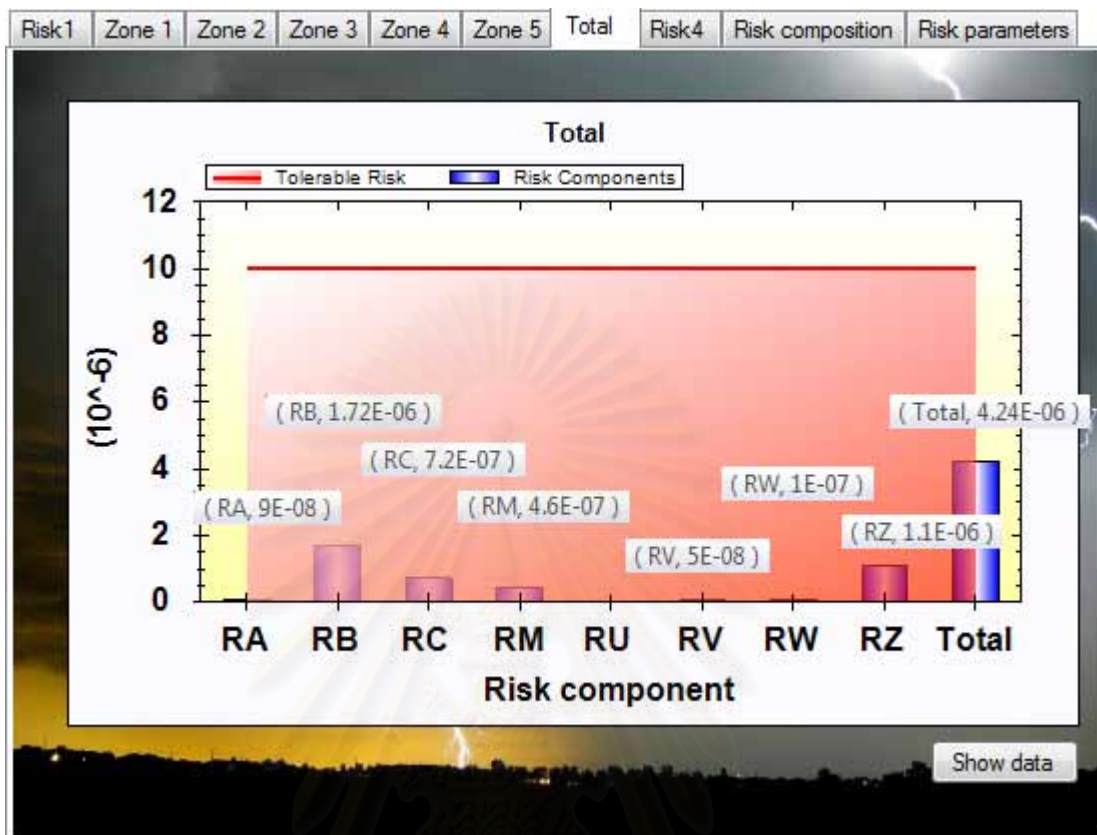 Risk1 Zone 1 Zone 2 Zone 3 Zone 4 Zone 5 Total Risk4 Risk composition Risk parameters
Total
Tolerable Risk Risk Components
12
10
8
6
4
2
0
(10^-6)
( RA, 9E-08 )
( RB, 1.72E-06 )
( RC, 7.2E-07 )
( RM, 4.6E-07 )
( RV, 5E-08 )
( RW, 1E-07 )
( RZ, 1.1E-06 )
( Total, 4.24E-06 )
RA RB RC RM RU RV RW RZ Total
Risk component
Show data